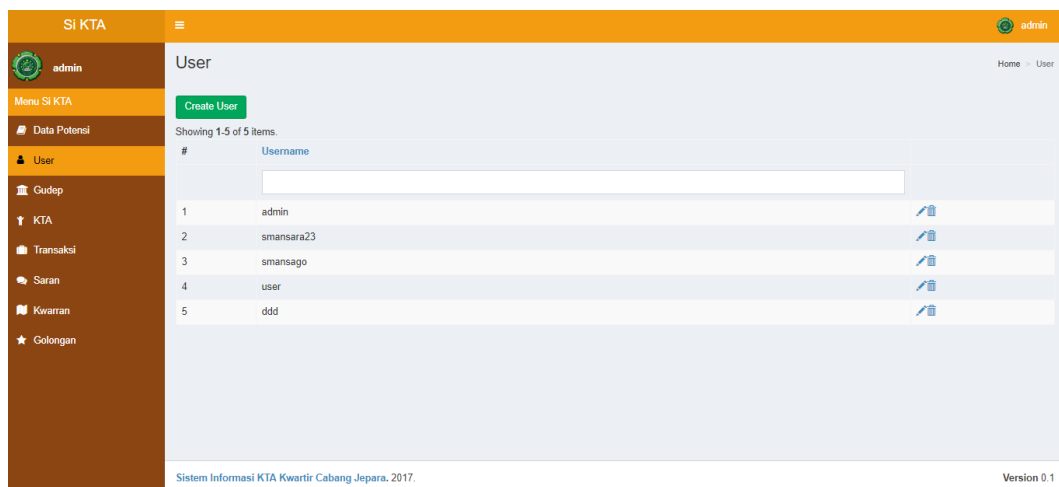 Si KTA
admin
admin
User
Home > User
Menu Si KTA
Data Potensi
User
Gudep
KTA
Transaksi
Saran
Kwarran
Golongan
Create User
Showing 1-5 of 5 items.
# Username
1 admin
2 smansara23
3 smansago
4 user
5 ddd
Sistem Informasi KTA Kwartir Cabang Jepara. 2017.
Version 0.1